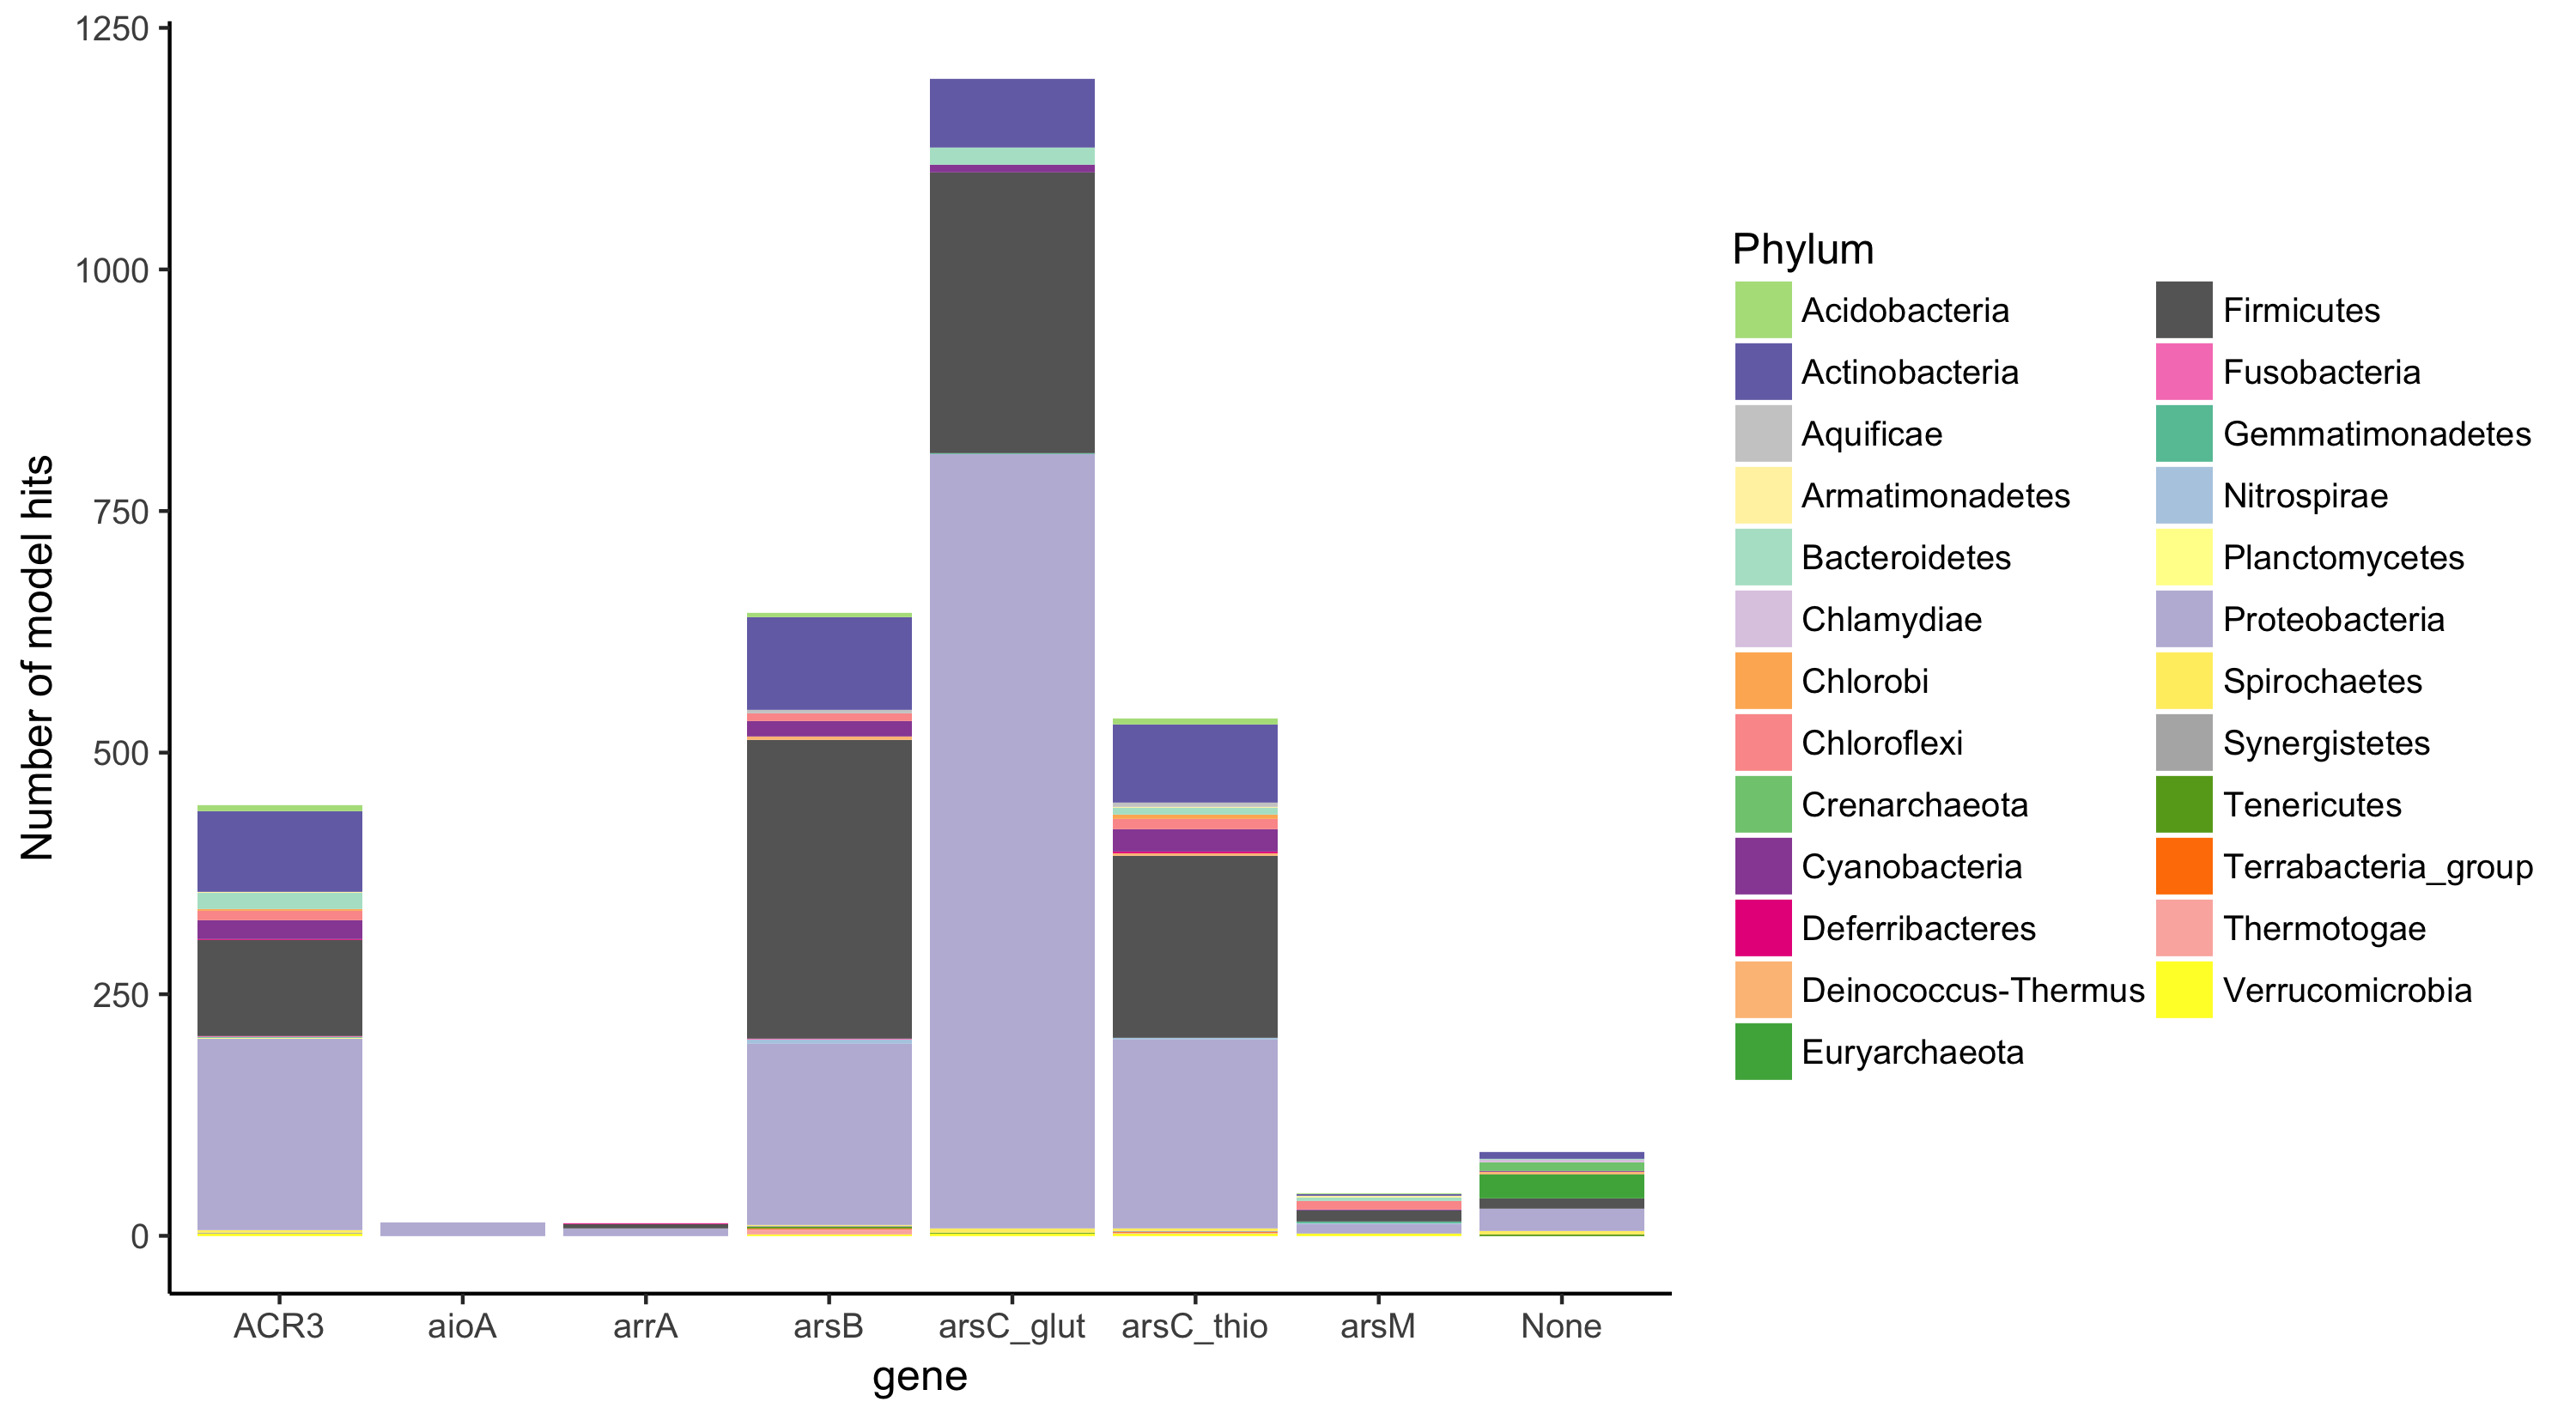 1250
1000
750
500
250
0
Number of model hits
ACR3
aioA
arrA
arsB
arsC_glut
arsC_thio
arsM
None
gene
Phylum
Acidobacteria
Actinobacteria
Aquificae
Armatimonadetes
Bacteroidetes
Chlamydiae
Chlorobi
Chloroflexi
Crenarchaeota
Cyanobacteria
Deferribacteres
Deinococcus-Thermus
Euryarchaeota
Firmicutes
Fusobacteria
Gemmatimonadetes
Nitrospirae
Planctomycetes
Proteobacteria
Spirochaetes
Synergistetes
Tenericutes
Terrabacteria_group
Thermotogae
Verrucomicrobia